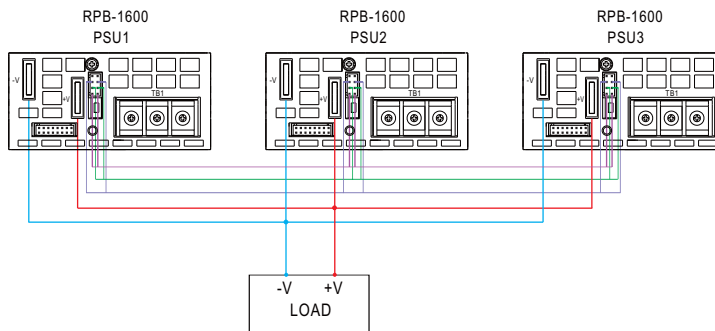 RPB-1600
PSU1
RPB-1600
PSU2
RPB-1600
PSU3
-V
+V
TB1
-V
+V
TB1
-V
+V
TB1
-V
+V
LOAD